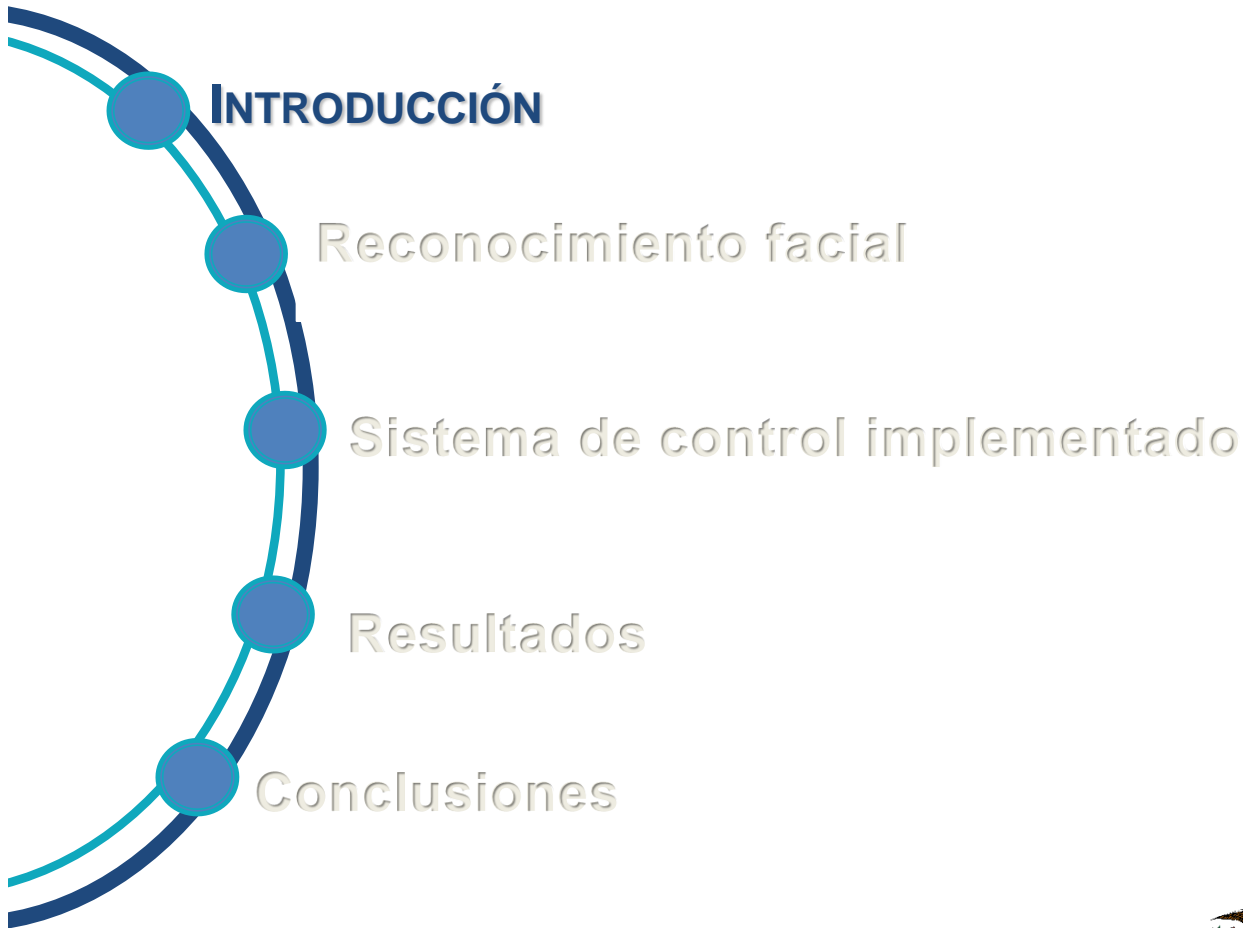 INTRODUCCIÓN
Reconocimiento facial
Sistema de control implementado
Resultados
Conclusiones